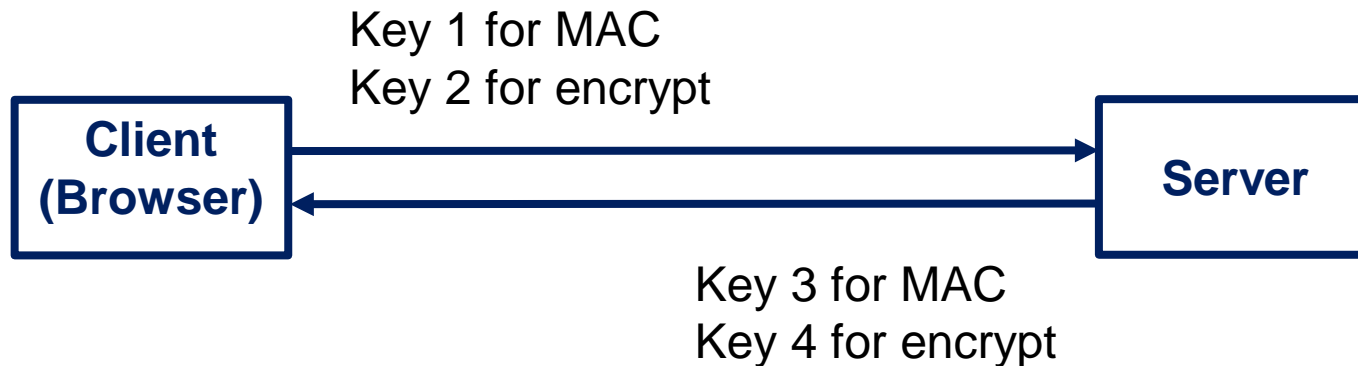 Key 1 for MAC
Key 2 for encrypt
Client
(Browser)
Server
Key 3 for MAC
Key 4 for encrypt